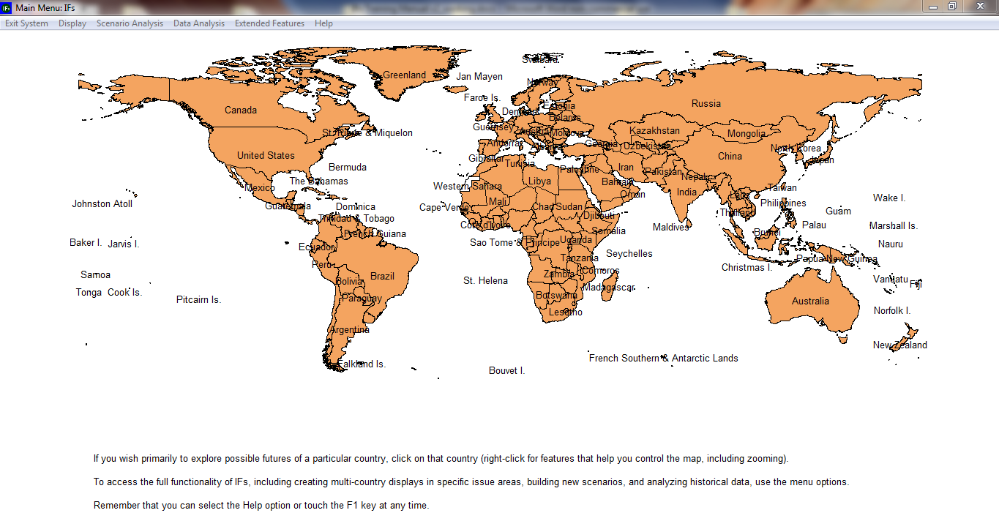 IFs Main Menu: IFs
Exit System Display Scenario Analysis Data Analysis Extended Features Help
Svalbard
Greenland
Jan Mayen
Norway
Faroe Is.
Estonia
Russia
Canada
Denmark
Belarus
Guernsey
Austria
Moldova
Kazakhstan
Mongolia
St. Pierre & Miquelon
Andorra
Albania
Georgia
Uzbekistan
North Korea
United States
Gibraltar
China
Japan
Bermuda
Tunisia
Palestine
Iran
Pakistan
Nepal
The Bahamas
Libya
Bahrain
Mexico
Western Sahara
Taiwan
Oman
India
Laos
Wake I.
Johnston Atoll
Guatemala
Dominica
Cape Verde
Mali
Chad
Sudan
Philippines
Guam
Thailand
Trinidad & Tobago
Djibouti
Cote d'Ivoire
Maldives
Palau
Marshall Is.
French Guiana
Somalia
Brunei
Baker I.
Jarvis I.
Sao Tome & Principe
Uganda
Nauru
Ecuador
Seychelles
Tanzania
Papua New Guinea
Peru
Christmas I.
Samoa
Brazil
Bolivia
St. Helena
Zambia
Comoros
Vanuatu
Fiji
Tonga
Cook Is.
Pitcairn Is.
Paraguay
Botswana
Madagascar
Australia
Lesotho
Norfolk I.
Argentina
New Zealand
Falkland Is.
French Southern & Antarctic Lands
Bouvet I.
If you wish primarily to explore possible futures of a particular country, click on that country (right-click for features that help you control the map, including zooming).
To access the full functionality of IFs, including creating multi-country displays in specific issue areas, building new scenarios, and analyzing historical data, use the menu options.
Remember that you can select the Help option or touch the F1 key at any time.